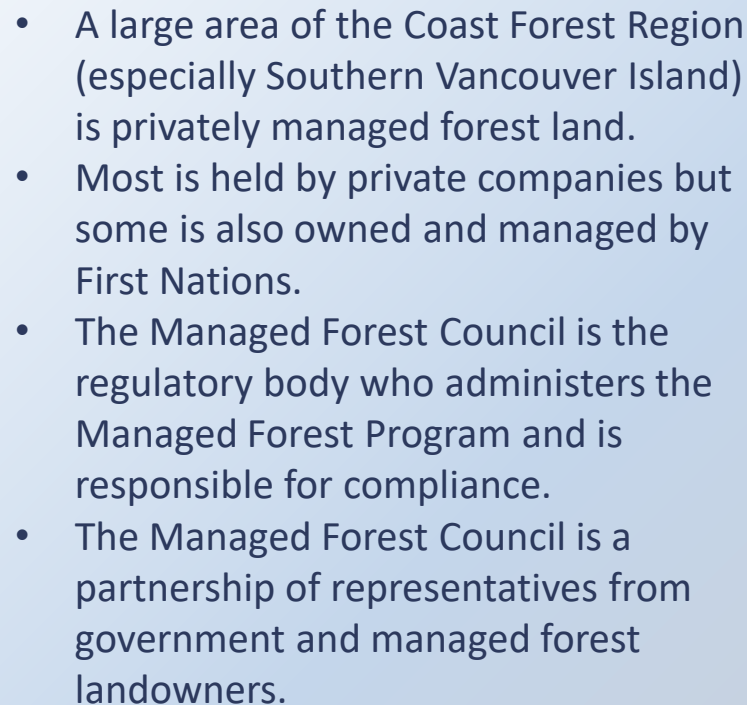 • A large area of the Coast Forest Region
(especially Southern Vancouver Island)
is privately managed forest land.
• Most is held by private companies but
some is also owned and managed by
First Nations.
• The Managed Forest Council is the
regulatory body who administers the
Managed Forest Program and is
responsible for compliance.
• The Managed Forest Council is a
partnership of representatives from
government and managed forest
landowners.